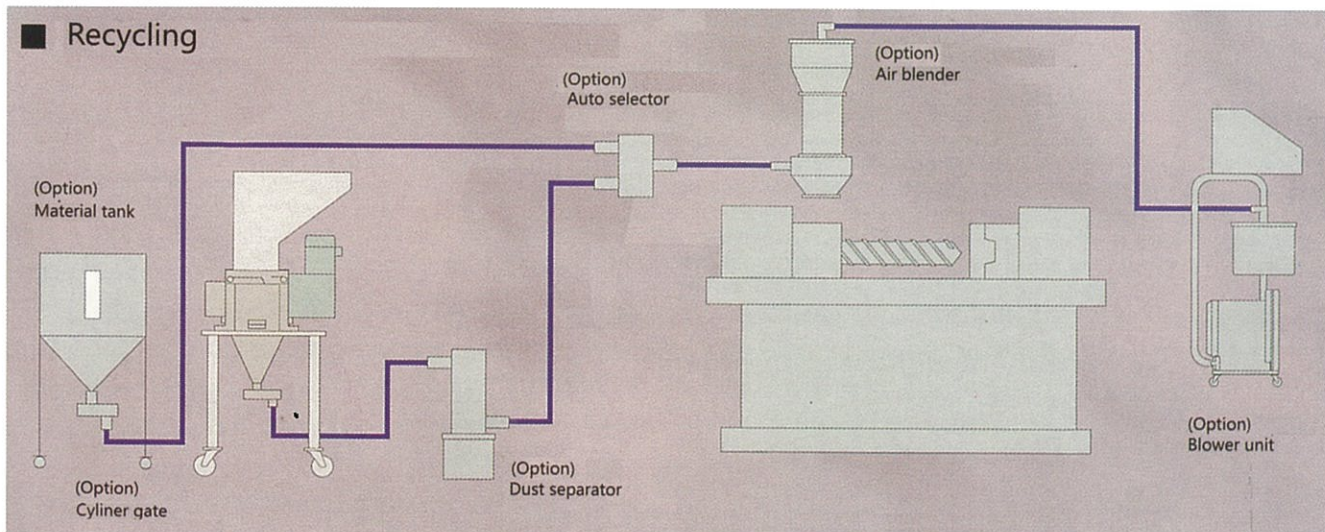 ■ Recycling
(Option)
Air blender
(Option)
Auto selector
(Option)
Material tank
(Option)
Cyliner gate
(Option)
Dust separator
(Option)
Blower unit